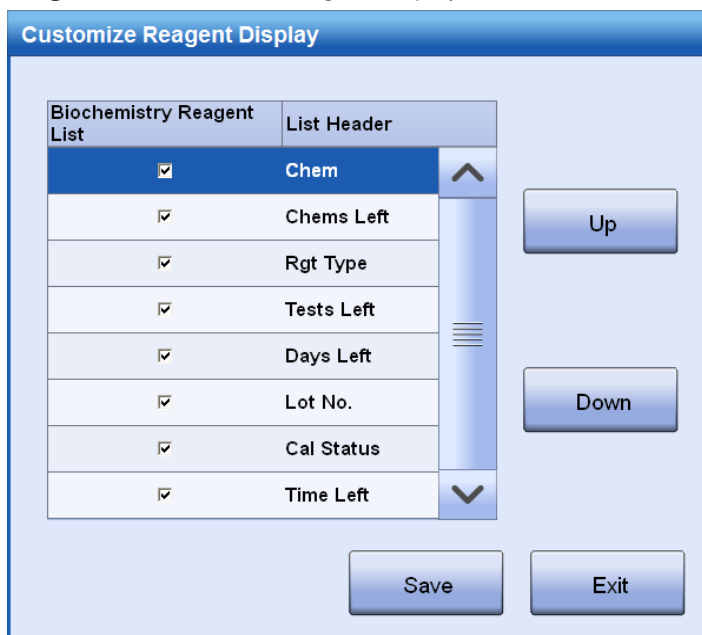 Customize Reagent Display
Biochemistry Reagent
List
List Header
Chem
Chems Left
Rgt Type
Tests Left
Days Left
Lot No.
Cal Status
Time Left
Up
Down
Save
Exit